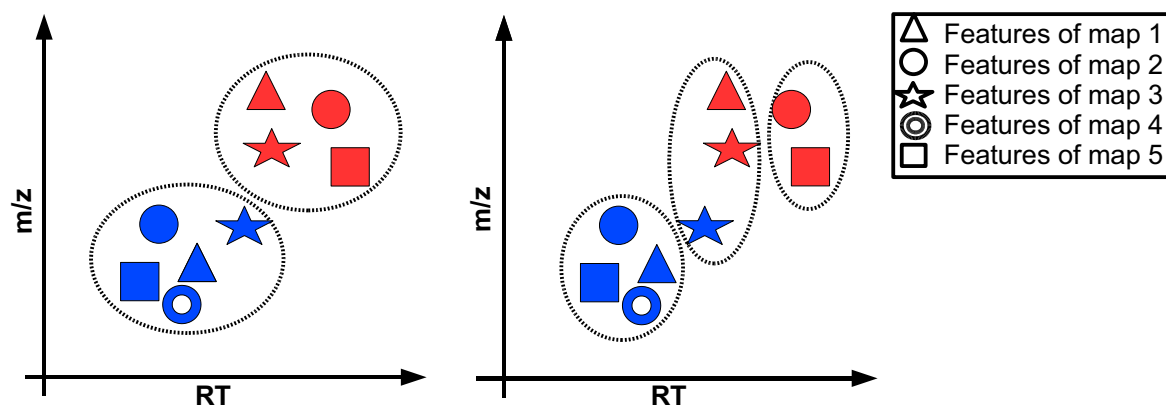 m/z
RT
m/z
RT
Features of map 1
Features of map 2
Features of map 3
Features of map 4
Features of map 5